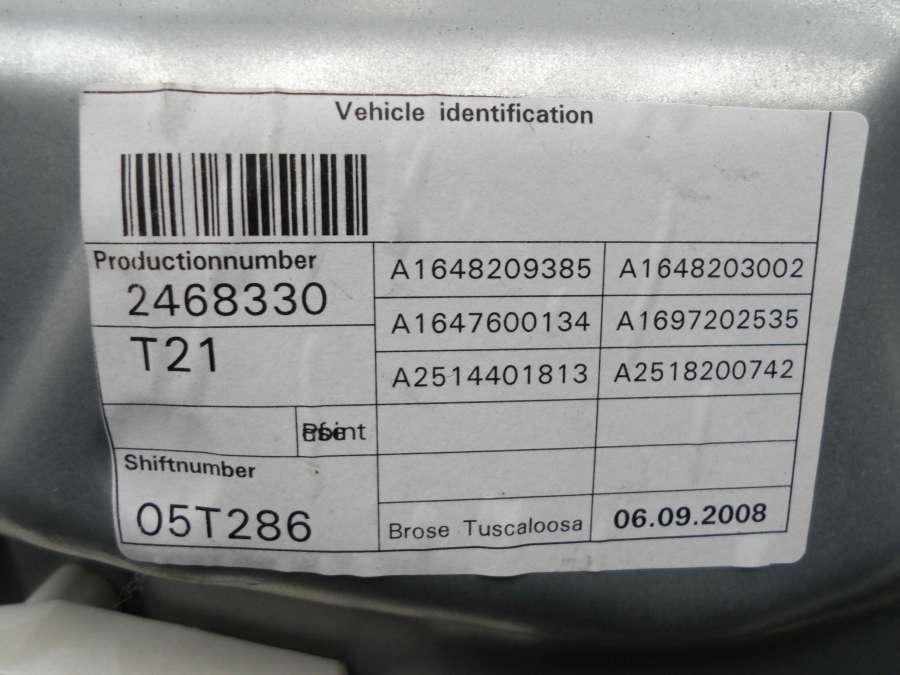 Vehicle identification
Productionnumber
2468330
T21
A1648209385 A1648203002
A1647600134 A1697202535
A2514401813 A2518200742
Shiftnumber
05T286
Brose Tuscaloosa 06.09.2008